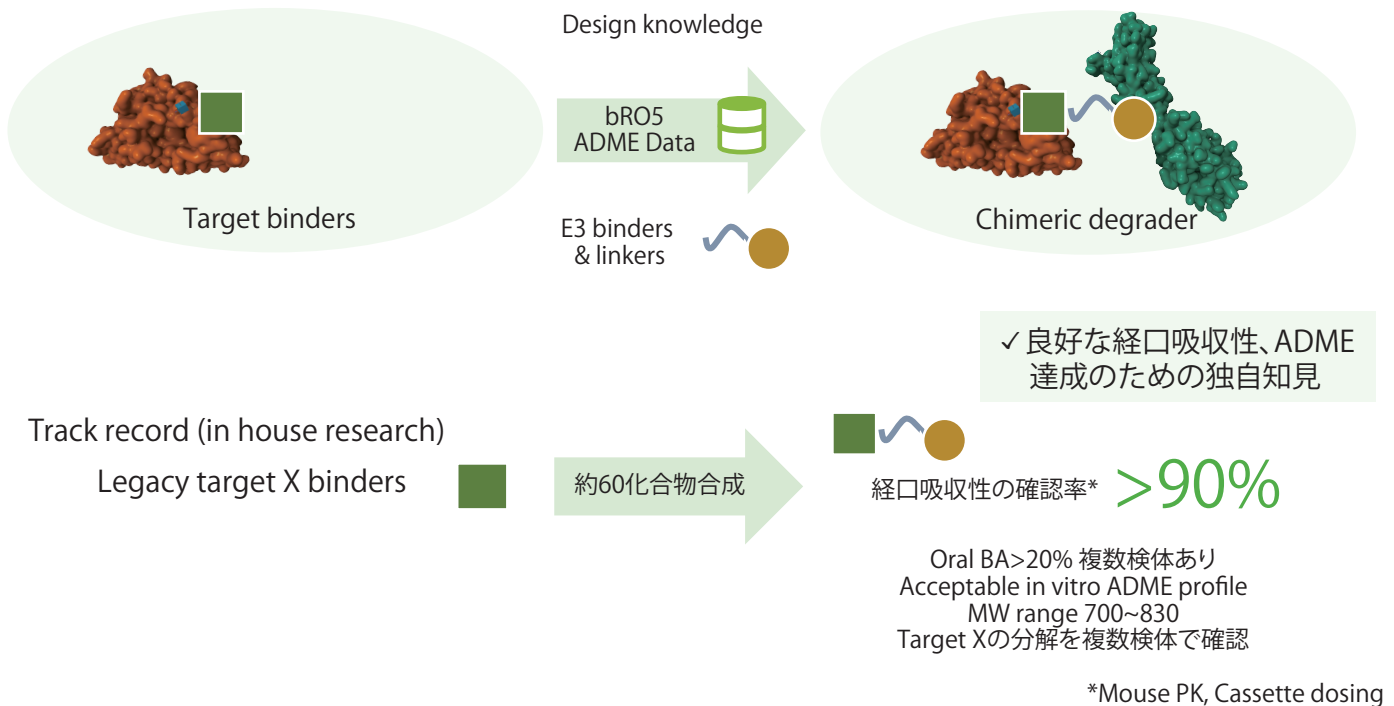 Design knowledge
bRO5
ADME Data
Target binders
E3 binders
& linkers
Chimeric degrader
✓良好な経口吸収性、ADME
達成のための独自知見
Track record (in house research)
Legacy target X binders
約60化合物合成
経口吸収性の確認率* >90%
Oral BA>20% 複数検体あり
Acceptable in vitro ADME profile
MW range 700~830
Target Xの分解を複数検体で確認
*Mouse PK, Cassette dosing